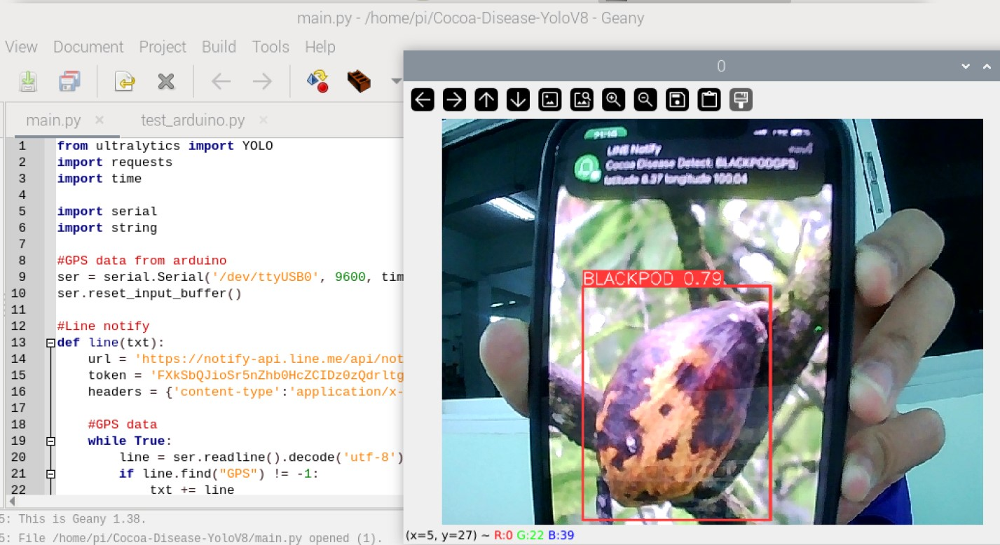 main.py - /home/pi/Cocoa-Disease-YoloV8 - Geany
View Document Project Build Tools Help
main.py × test_arduino.py ×
1 from ultralytics import YOLO
2 import requests
3 import time
4
5 import serial
6 import string
7
8 #GPS data from arduino
9 ser = serial.Serial('/dev/ttyUSB0', 9600, tim
10 ser.reset_input_buffer()
11
12 #Line notify
13 def line(txt):
14 url = 'https://notify-api.line.me/api/not
15 token = 'FXkSbQJioSr5nZhb0HcZCIDz0zQdrltg
16 headers = {'content-type':'application/x-
17
18 #GPS data
19 while True:
20 line = ser.readline().decode('utf-8')
21 if line.find("GPS") != -1:
22 txt += line
5: This is Geany 1.38.
5: File /home/pi/Cocoa-Disease-YoloV8/main.py opened (1).
0
LINE Notify
Cocoa Disease Detect: BLACKPODGPS:
latitude 6.37 longitude 100.04
BLACKPOD 0.79
(x=5, y=27) ~ R:0 G:22 B:39